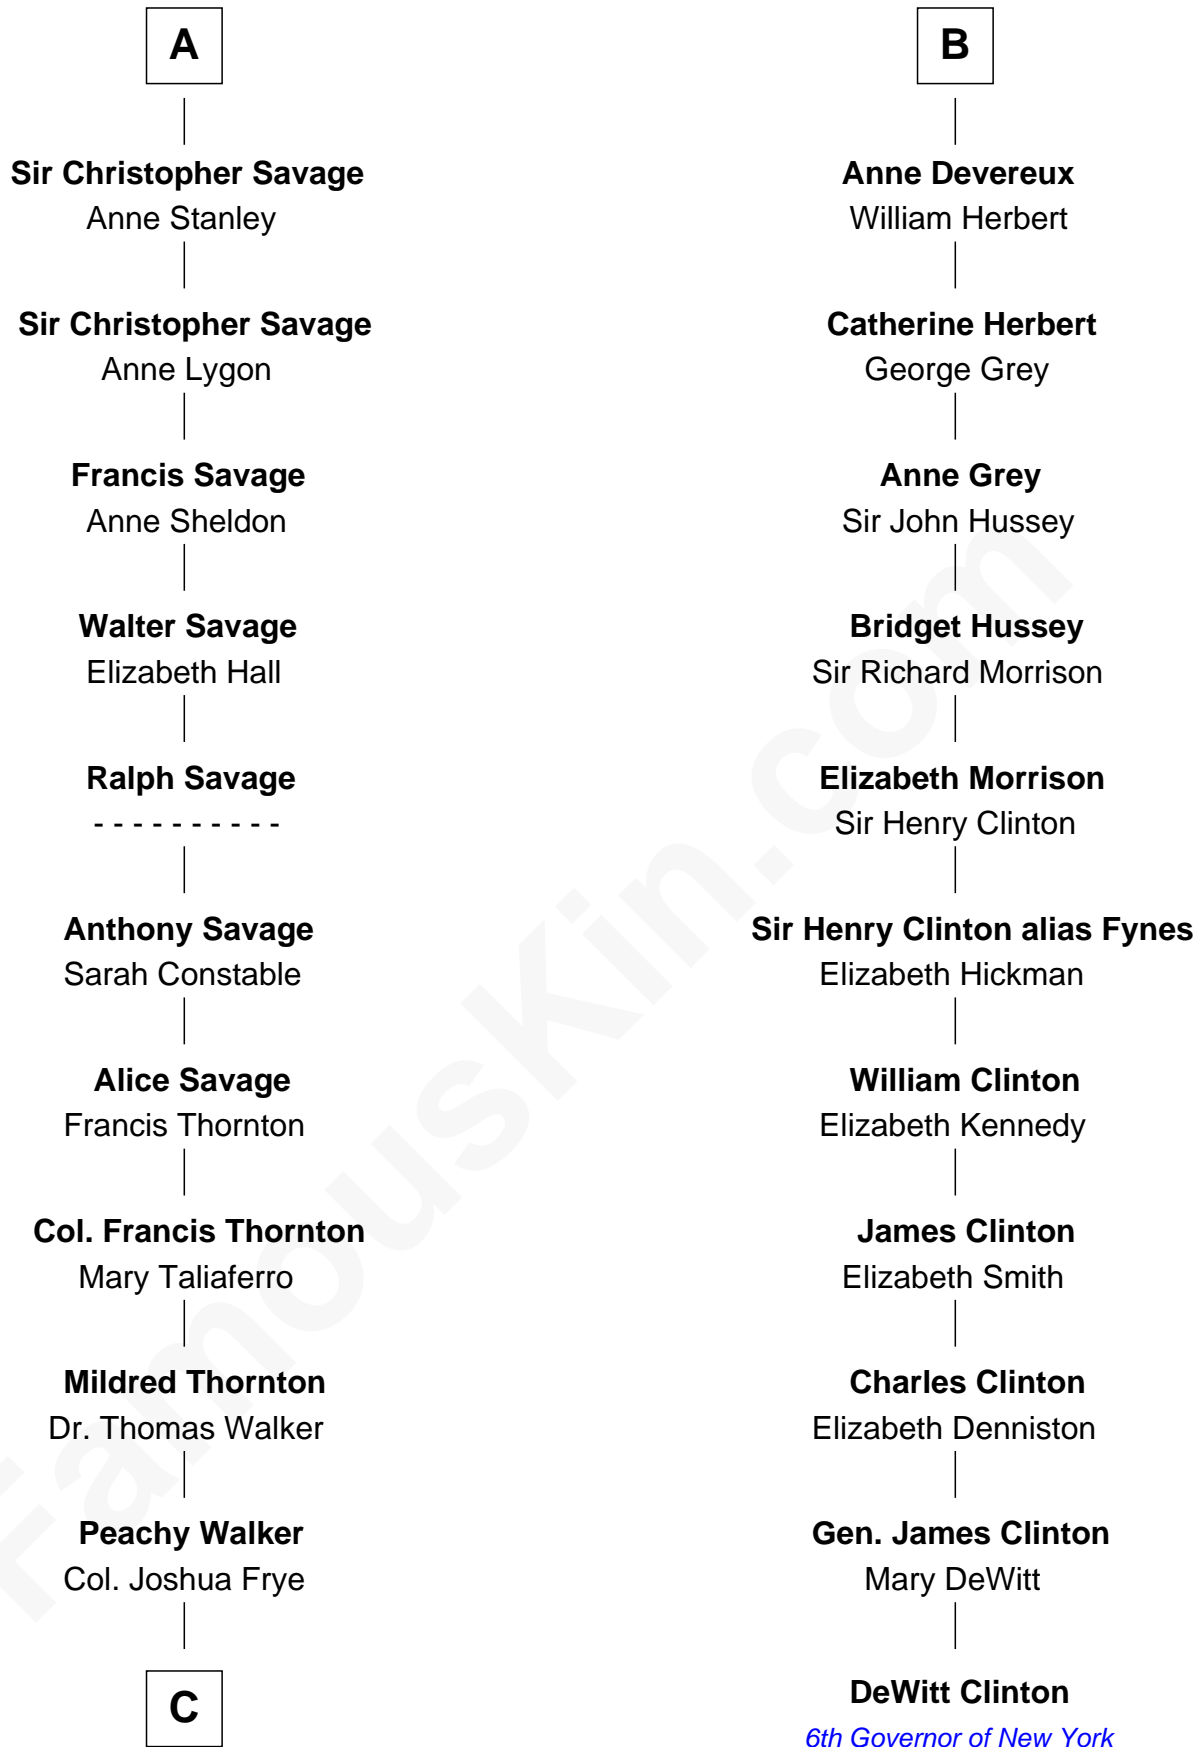 A
Sir Christopher Savage
Anne Stanley
Sir Christopher Savage
Anne Lygon
Francis Savage
Anne Sheldon
Walter Savage
Elizabeth Hall
Ralph Savage
- - - - - - - - - -
Anthony Savage
Sarah Constable
Alice Savage
Francis Thornton
Col. Francis Thornton
Mary Taliaferro
Mildred Thornton
Dr. Thomas Walker
Peachy Walker
Col. Joshua Frye
C
B
Anne Devereux
William Herbert
Catherine Herbert
George Grey
Anne Grey
Sir John Hussey
Bridget Hussey
Sir Richard Morrison
Elizabeth Morrison
Sir Henry Clinton
Sir Henry Clinton alias Fynes
Elizabeth Hickman
William Clinton
Elizabeth Kennedy
James Clinton
Elizabeth Smith
Charles Clinton
Elizabeth Denniston
Gen. James Clinton
Mary DeWitt
DeWitt Clinton
6th Governor of New York
FamousKin.com